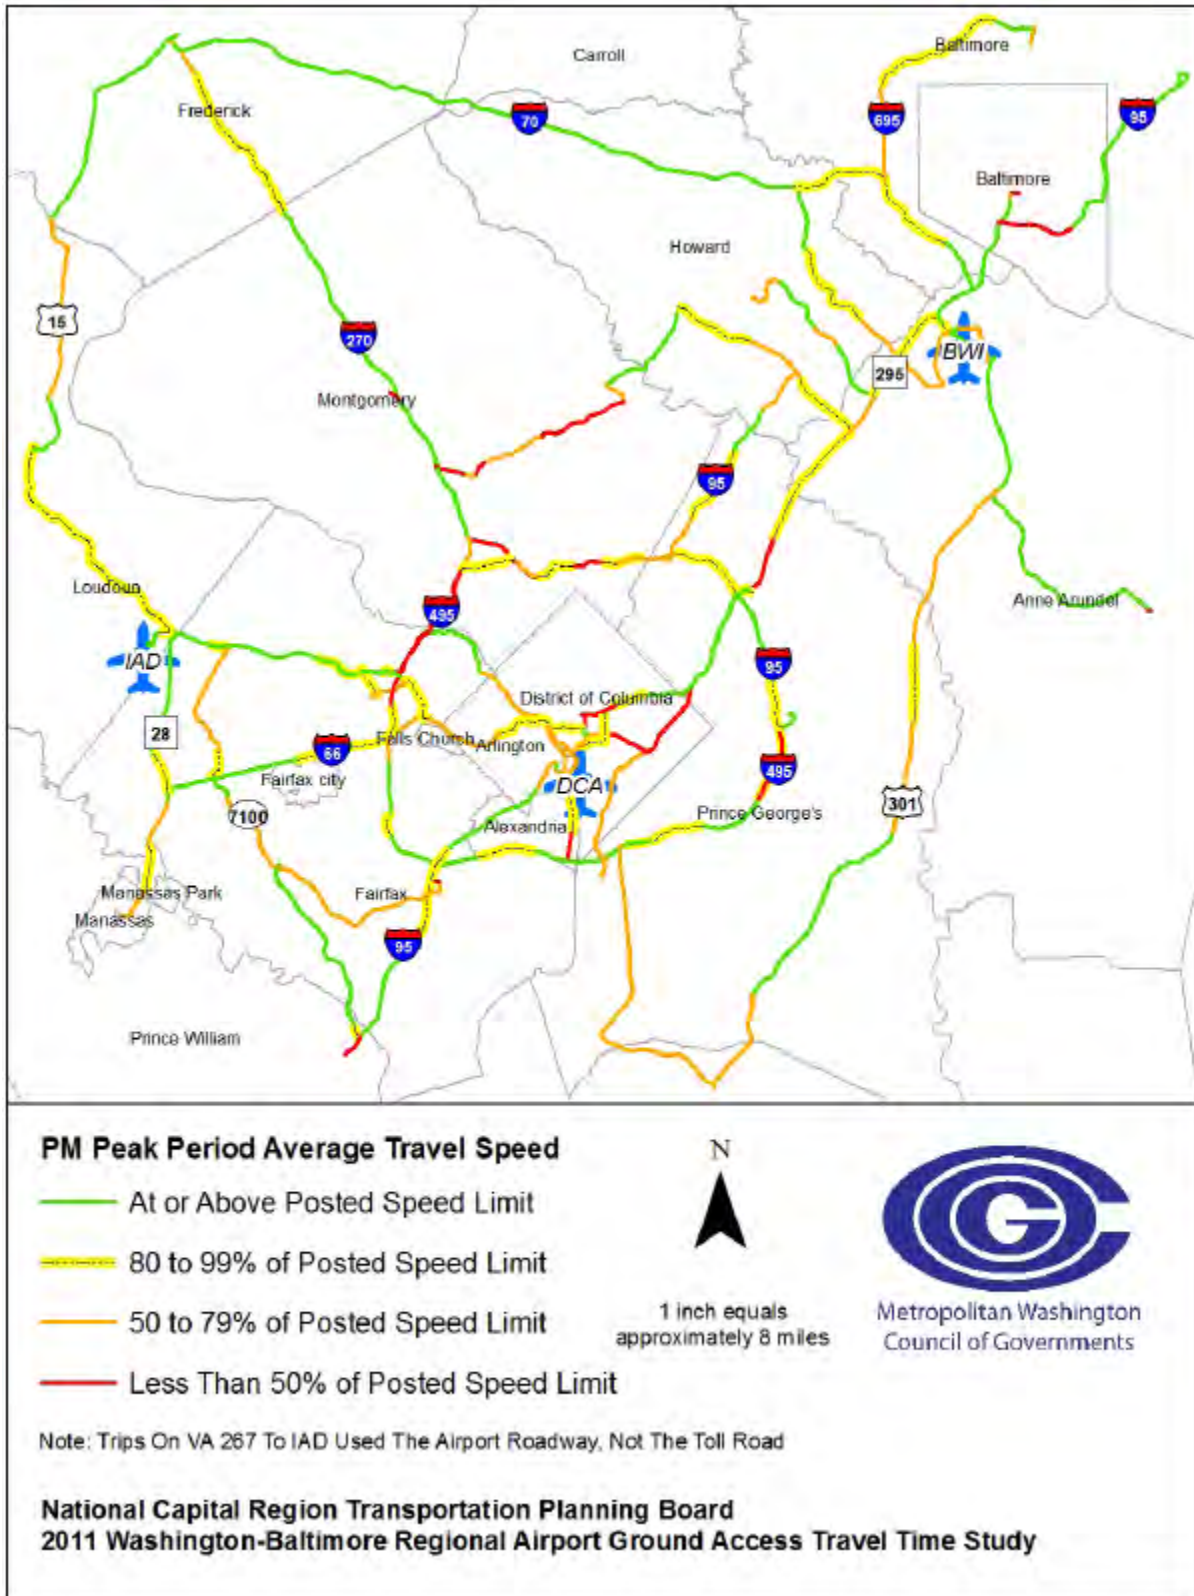 Carroll
Baltimore
Frederick
70
695
95
Baltimore
Howard
15
270
BWI
295
Montgomery
95
Loudoun
495
Anne Arundel
IAD
95
District of Columbia
28
66
Falls Church
Arlington
Fairfax city
DCA
495
7100
Alexandria
Prince George's
301
Manassas Park
Fairfax
Manassas
95
Prince William
PM Peak Period Average Travel Speed
At or Above Posted Speed Limit
80 to 99% of Posted Speed Limit
50 to 79% of Posted Speed Limit
Less Than 50% of Posted Speed Limit
N
1 inch equals
approximately 8 miles
COG
Metropolitan Washington
Council of Governments
Note: Trips On VA 267 To IAD Used The Airport Roadway, Not The Toll Road
National Capital Region Transportation Planning Board
2011 Washington-Baltimore Regional Airport Ground Access Travel Time Study